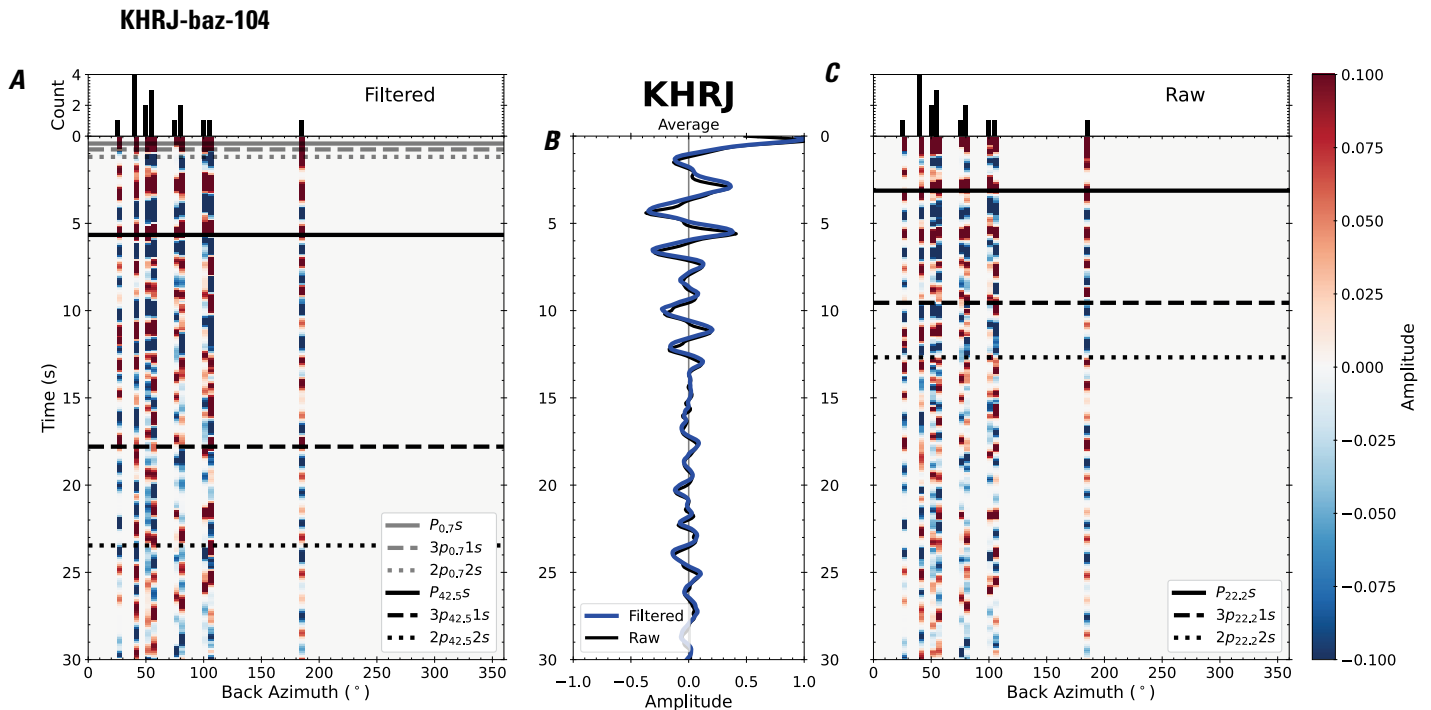 KHRJ-baz-104
A
Count
4
2
0
Filtered
0
5
10
15
20
25
30
Time (s)
P0.7s
3p0.71s
2p0.72s
P42.5s
3p42.51s
2p42.52s
0 50 100 150 200 250 300 350
Back Azimuth (°)
KHRJ
Average
B
5
10
15
20
25
30
Filtered
Raw
−1.0 −0.5 0.0 0.5 1.0
Amplitude
C
Raw
0
5
10
15
20
25
30
P22.2s
3p22.21s
2p22.22s
0 50 100 150 200 250 300 350
Back Azimuth (°)
0.100
0.075
0.050
0.025
0.000
−0.025
−0.050
−0.075
−0.100
Amplitude